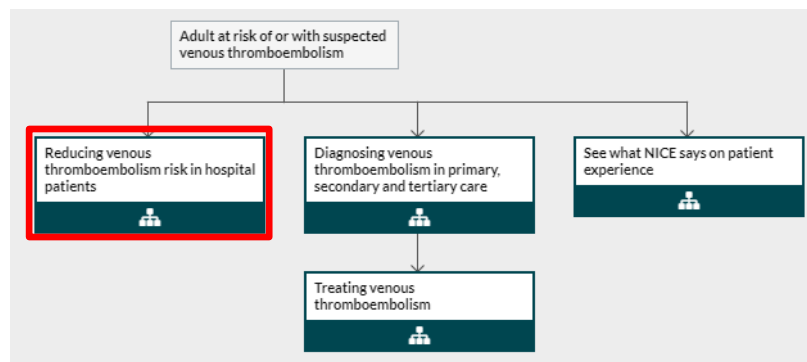 Adult at risk of or with suspected
venous thromboembolism
Reducing venous
thromboembolism risk in hospital
patients
Diagnosing venous
thromboembolism in primary,
secondary and tertiary care
See what NICE says on patient
experience
Treating venous
thromboembolism